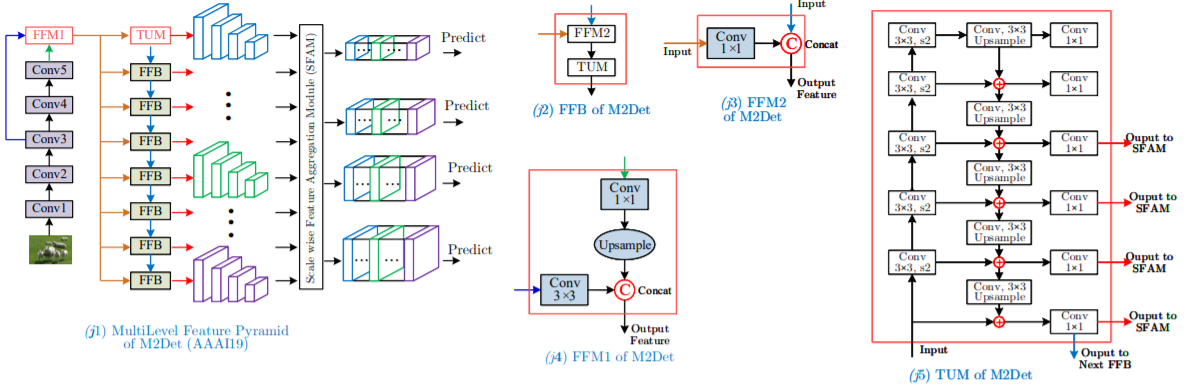 FFM1
TUM
Conv5
Conv4
Conv3
Conv2
Conv1
FFB
FFB
FFB
FFB
FFB
FFB
FFB
Scale wise Feature Aggregation Module (SFAM)
Predict
Predict
Predict
Predict
(j1) MultiLevel Feature Pyramid
of M2Det (AAAI19)
FFM2
TUM
(j2) FFB of M2Det
Input
Input
Conv
1×1
C
Concat
Output
Feature
(j3) FFM2
of M2Det
Conv
1×1
Upsample
Conv
3×3
C
Concat
Output
Feature
(j4) FFM1 of M2Det
Conv
3×3, s2
Conv, 3×3
Upsample
Conv
1×1
Conv
3×3, s2
Conv
1×1
Conv, 3×3
Upsample
Conv
3×3, s2
Conv
1×1
Ouput to
SFAM
Conv, 3×3
Upsample
Conv
3×3, s2
Conv
1×1
Ouput to
SFAM
Conv, 3×3
Upsample
Conv
3×3, s2
Conv
1×1
Ouput to
SFAM
Conv, 3×3
Upsample
Conv
1×1
Ouput to
SFAM
Input
Ouput to
Next FFB
(j5) TUM of M2Det